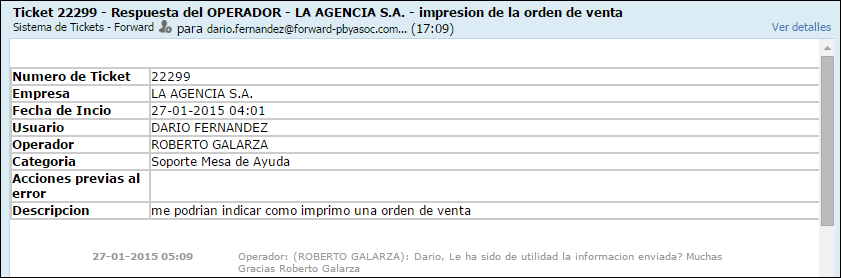 Ticket 22299 - Respuesta del OPERADOR - LA AGENCIA S.A. - impresion de la orden de venta
Sistema de Tickets - Forward para dario.fernandez@forward-pbyasoc.com... (17:09) Ver detalles
Numero de Ticket 22299
Empresa LA AGENCIA S.A.
Fecha de Incio 27-01-2015 04:01
Usuario DARIO FERNANDEZ
Operador ROBERTO GALARZA
Categoria Soporte Mesa de Ayuda
Acciones previas al
error
Descripcion me podrian indicar como imprimo una orden de venta
27-01-2015 05:09 Operador: (ROBERTO GALARZA): Dario, Le ha sido de utilidad la informacion enviada? Muchas
Gracias Roberto Galarza